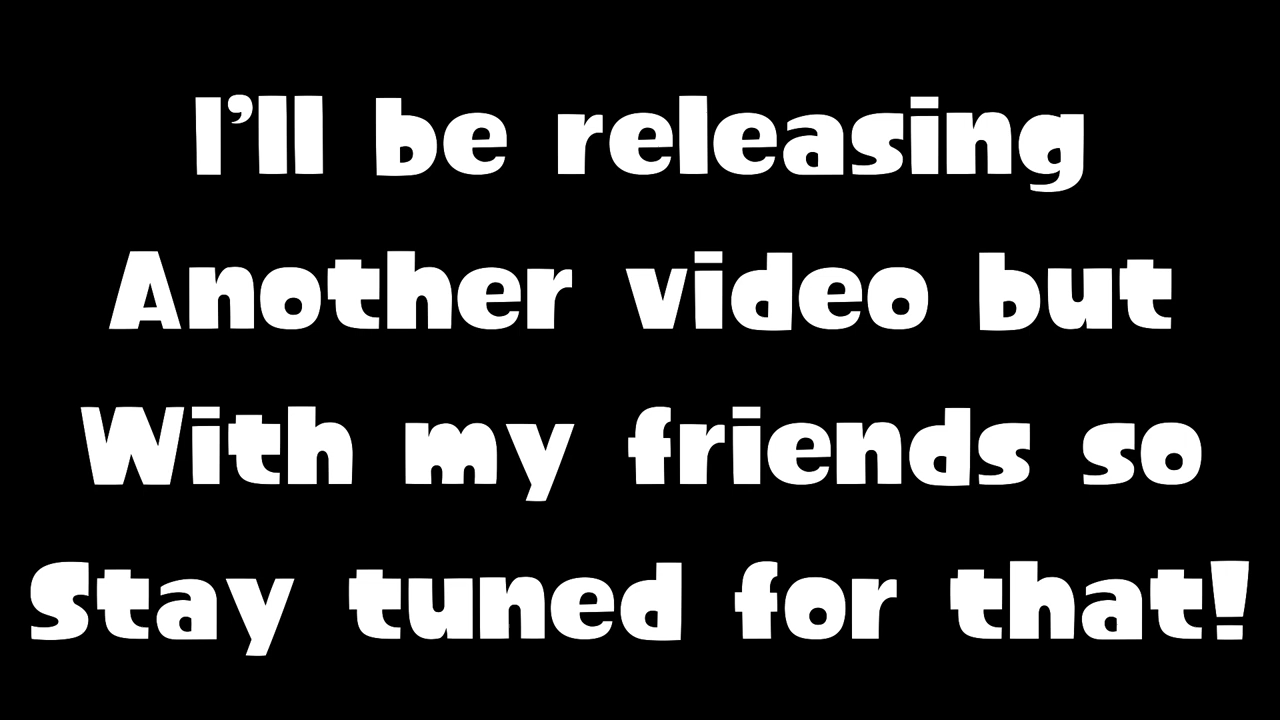 I’ll be releasing
Another video but
With my friends so
Stay tuned for that!